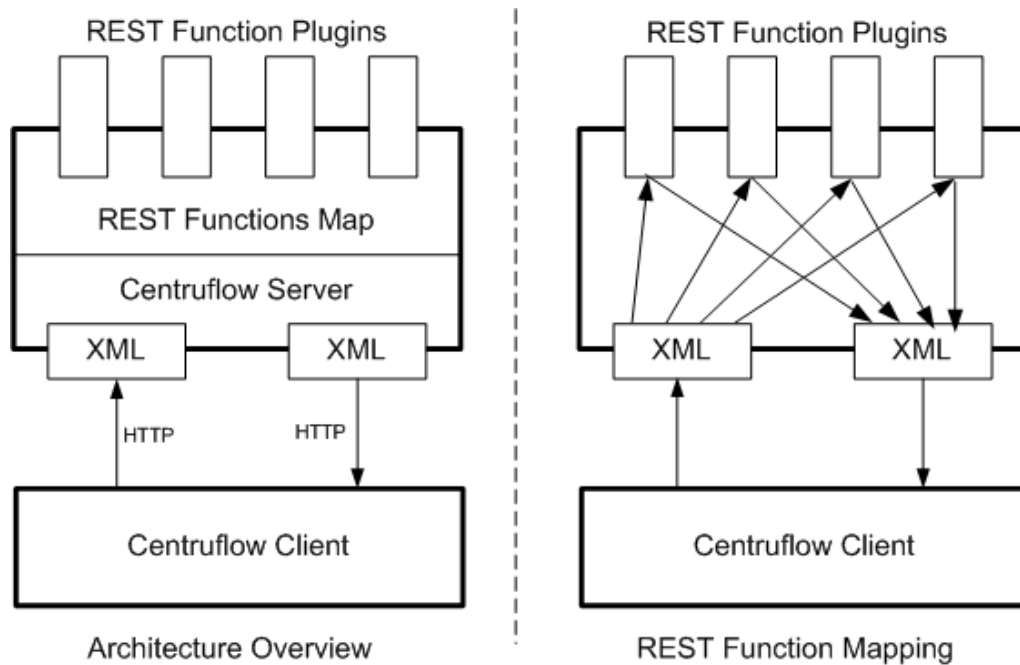 REST Function Plugins
REST Functions Map
Centruflow Server
XML
XML
HTTP
HTTP
Centruflow Client
Architecture Overview
REST Function Plugins
XML
XML
Centruflow Client
REST Function Mapping